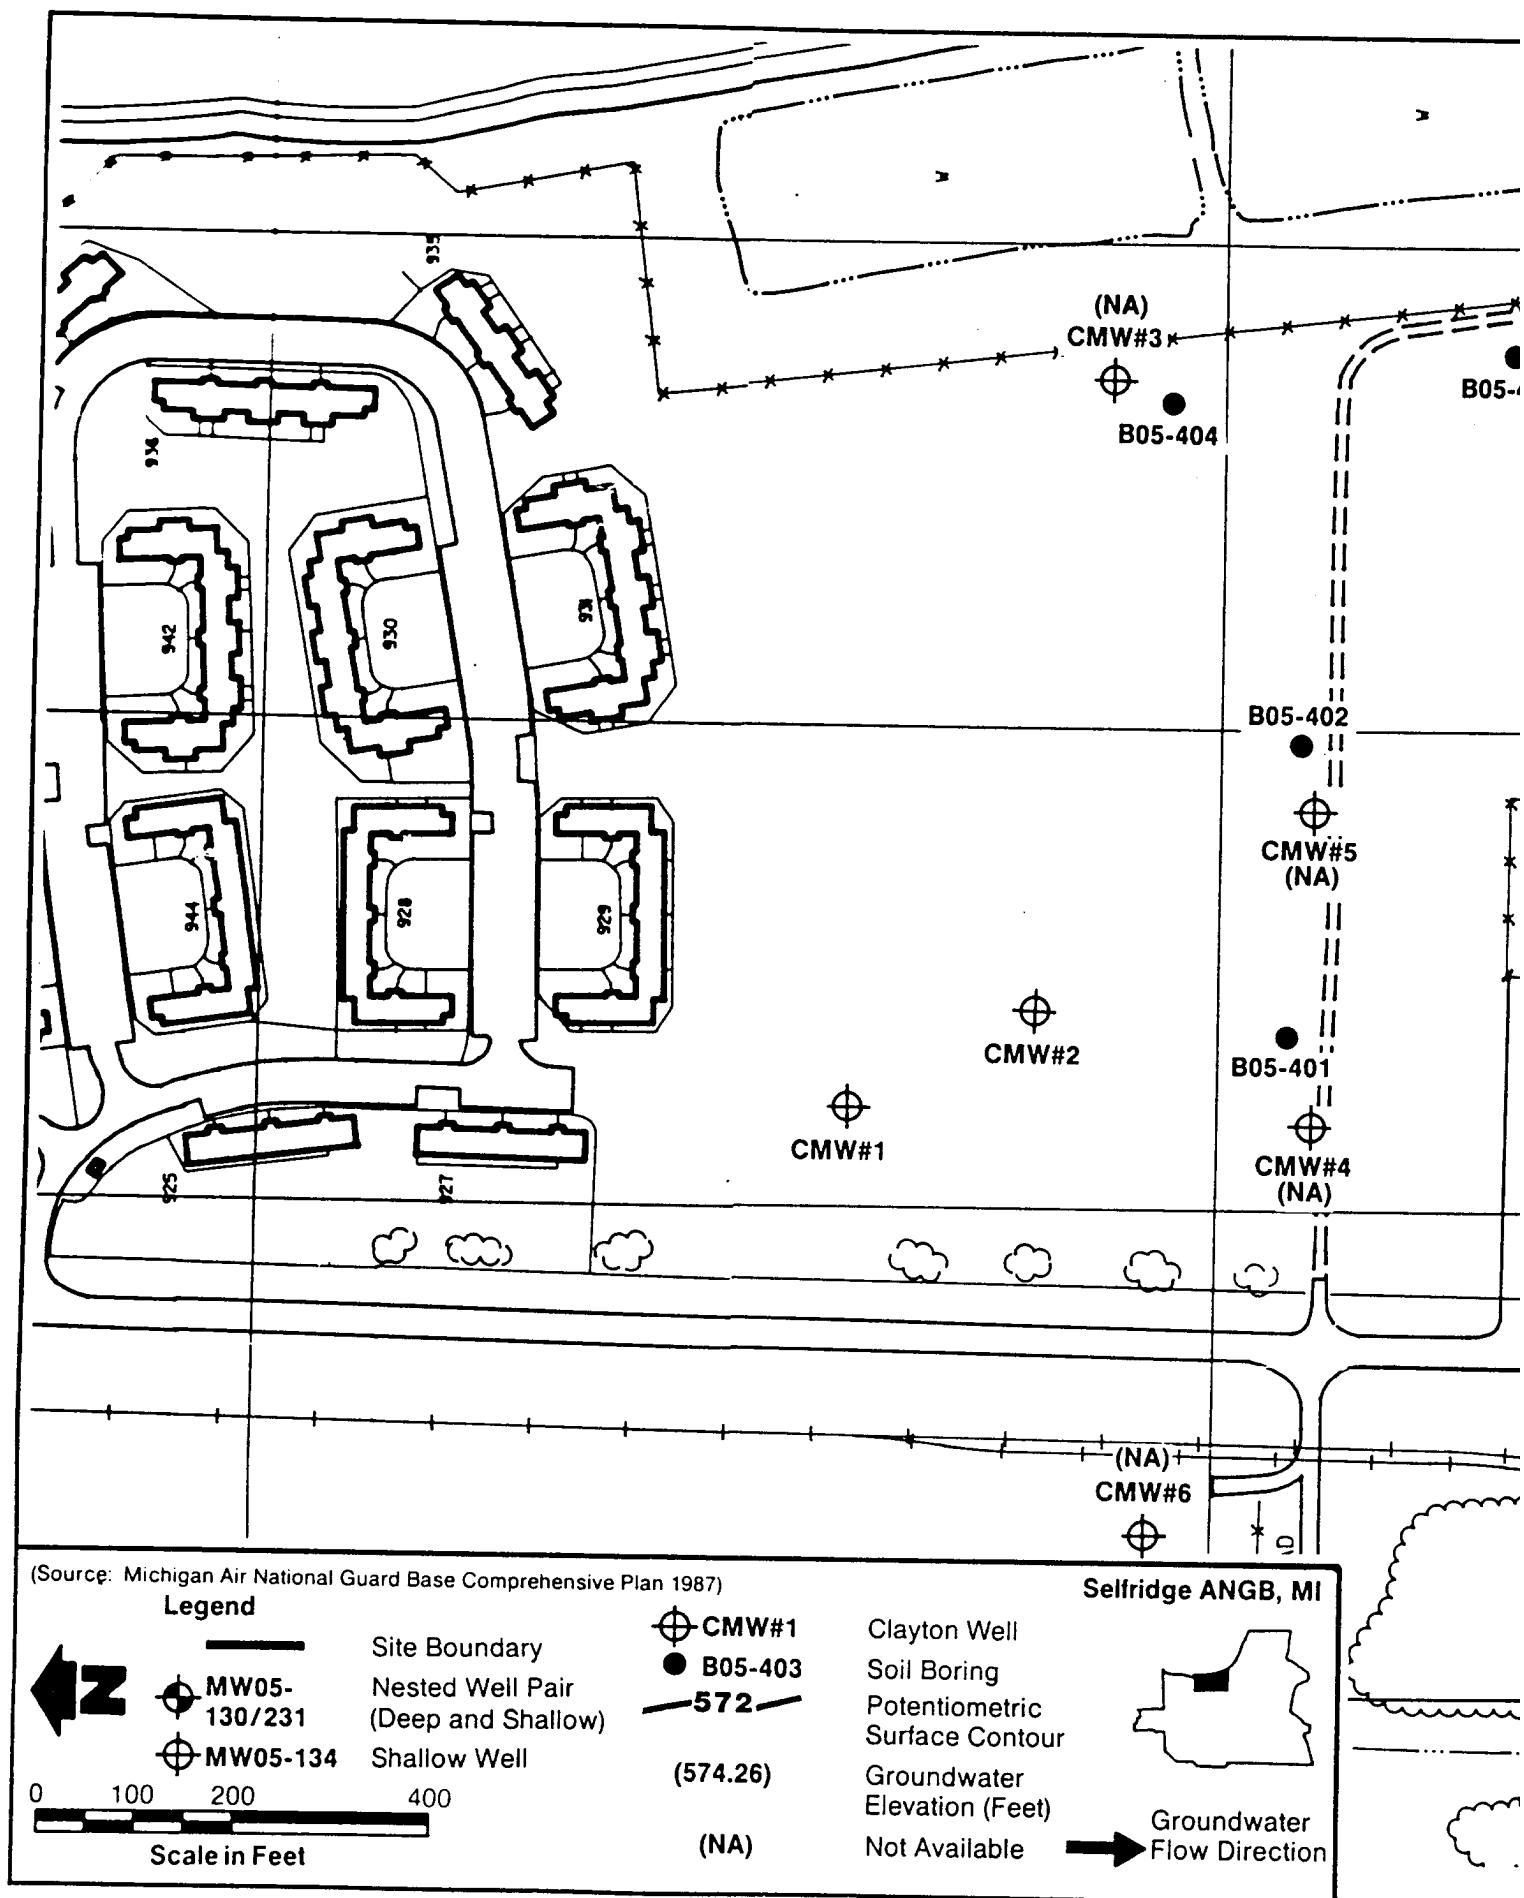 935
(NA)
CMW#3
B05-4
B05-404
936
942
930
931
B05-402
CMW#5
(NA)
944
928
929
CMW#2
B05-401
CMW#1
CMW#4
(NA)
925
927
(NA)
CMW#6
(Source: Michigan Air National Guard Base Comprehensive Plan 1987)
Selfridge ANGB, MI
Legend
Site Boundary
N
MW05-
130/231
Nested Well Pair
(Deep and Shallow)
MW05-134
Shallow Well
0 100 200 400
Scale in Feet
CMW#1
Clayton Well
B05-403
Soil Boring
572
Potentiometric
Surface Contour
(574.26)
Groundwater
Elevation (Feet)
(NA)
Not Available
Groundwater
Flow Direction